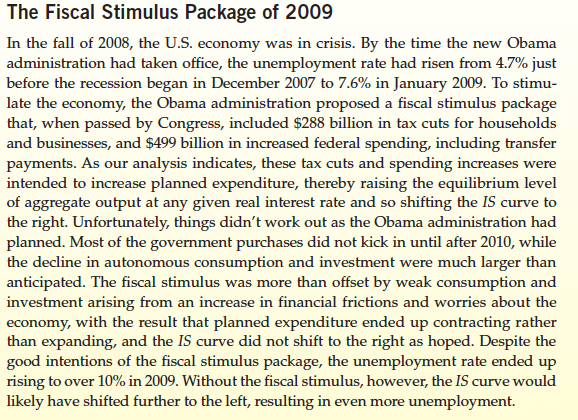 The Fiscal Stimulus Package of 2009
In the fall of 2008, the U.S. economy was in crisis. By the time the new Obama
administration had taken office, the unemployment rate had risen from 4.7% just
before the recession began in December 2007 to 7.6% in January 2009. To stimu-
late the economy, the Obama administration proposed a fiscal stimulus package
that, when passed by Congress, included $288 billion in tax cuts for households
and businesses, and $499 billion in increased federal spending, including transfer
payments. As our analysis indicates, these tax cuts and spending increases were
intended to increase planned expenditure, thereby raising the equilibrium level
of aggregate output at any given real interest rate and so shifting the IS curve to
the right. Unfortunately, things didn't work out as the Obama administration had
planned. Most of the government purchases did not kick in until after 2010, while
the decline in autonomous consumption and investment were much larger than
anticipated. The fiscal stimulus was more than offset by weak consumption and
investment arising from an increase in financial frictions and worries about the
economy, with the result that planned expenditure ended up contracting rather
than expanding, and the IS curve did not shift to the right as hoped. Despite the
good intentions of the fiscal stimulus package, the unemployment rate ended up
rising to over 10% in 2009. Without the fiscal stimulus, however, the IS curve would
likely have shifted further to the left, resulting in even more unemployment.